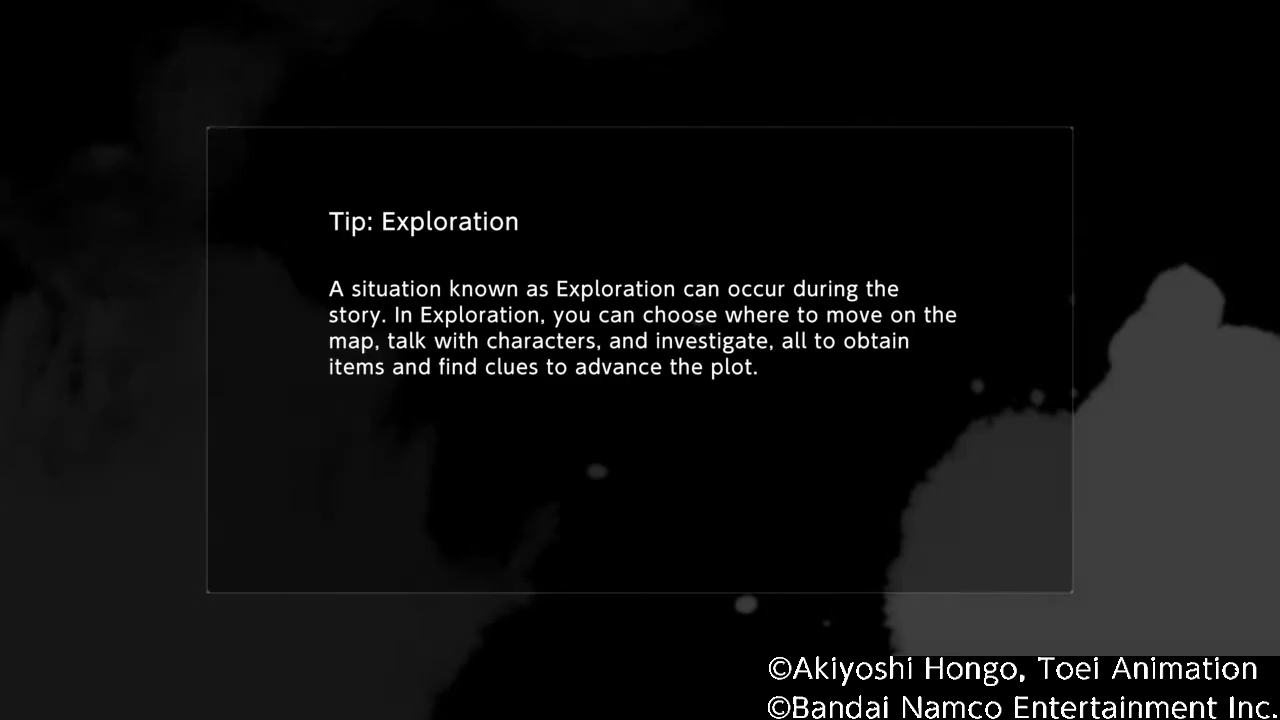 Tip: Exploration
A situation known as Exploration can occur during the
story. In Exploration, you can choose where to move on the
map, talk with characters, and investigate, all to obtain
items and find clues to advance the plot.
©Akiyoshi Hongo, Toei Animation
©Bandai Namco Entertainment Inc.